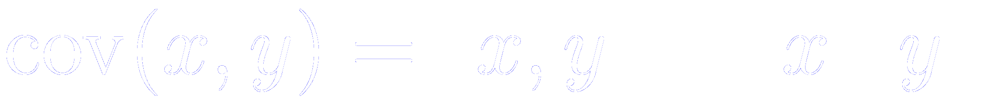 cov(x, y) = x, y x y